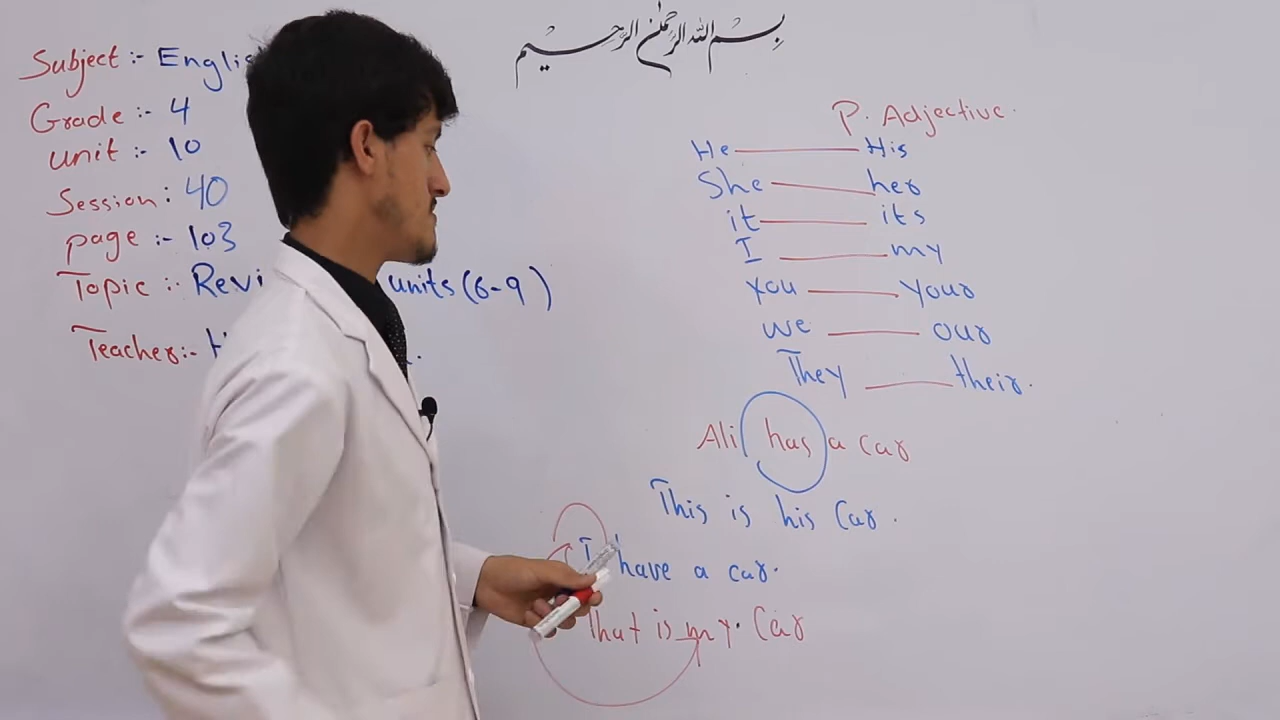 بسم الله الرحمن الرحيم
Subject :- Englis
Grade :- 4
unit :- 10
Session : 40
page :- 103
Topic :- Revi units (6-9)
Teacher:-
P. Adjective.
He — His
She — her
it — its
I — my
you — your
we — our
They — their.
Ali has a car
This is his Car.
I have a car.
That is my. Car